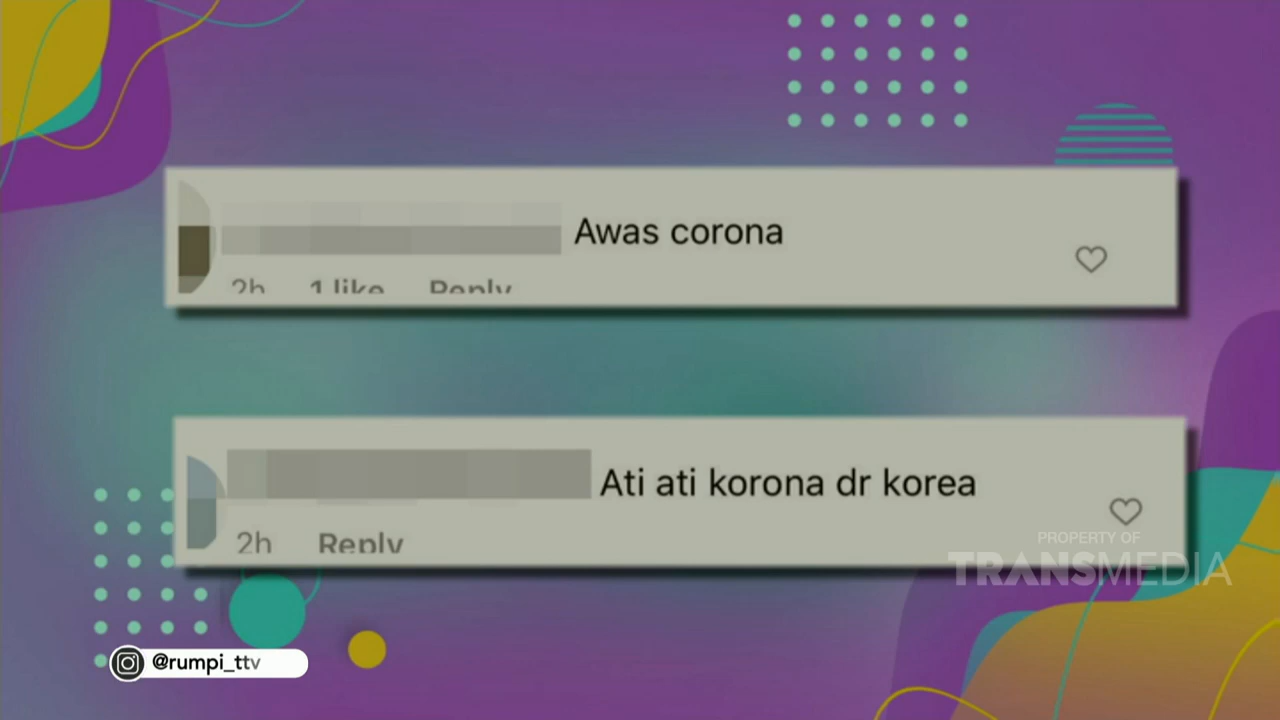 Awas corona
2h 1 like Reply
Ati ati korona dr korea
2h Reply
PROPERTY OF
TRANSMEDIA
@rumpi_ttv